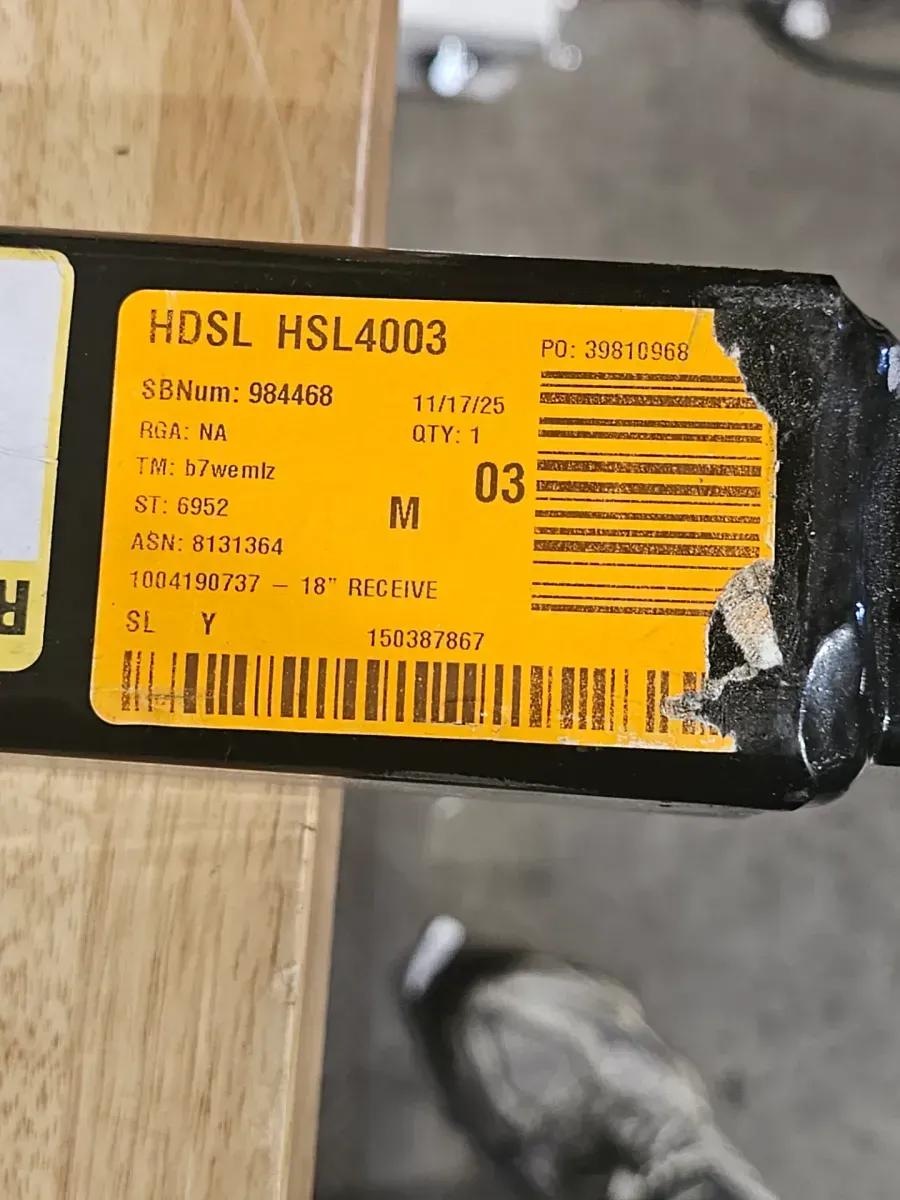 HDSL HSL4003
PO: 39810968
SBNum: 984468
11/17/25
RGA: NA
QTY: 1
TM: b7wemlz
03
ST: 6952
M
ASN: 8131364
1004190737 – 18” RECEIVE
SL Y
150387867
R